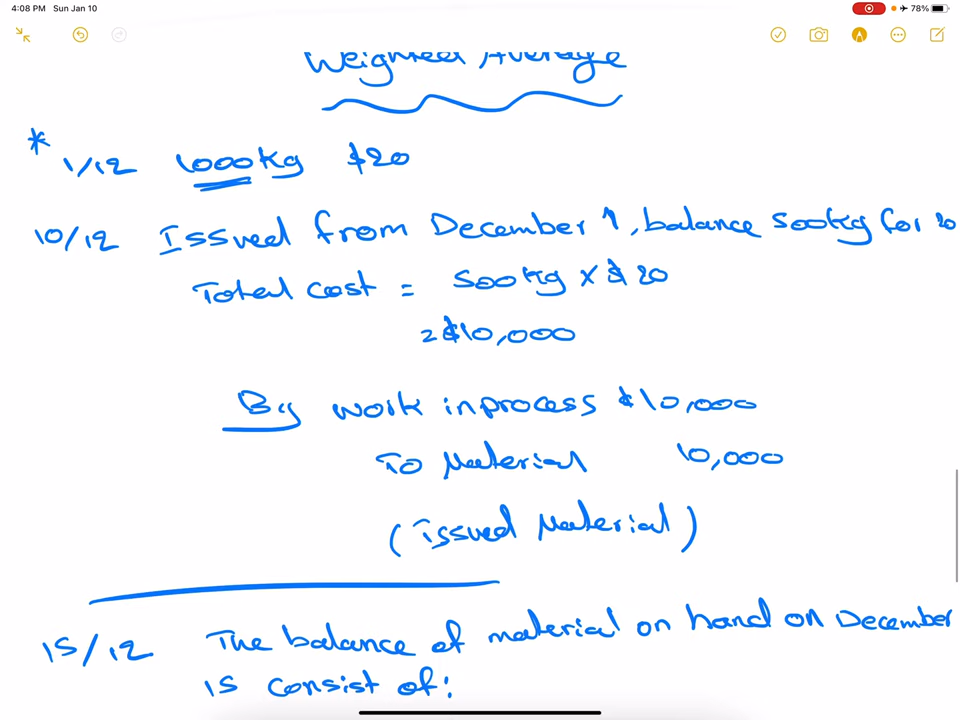 4:08 PM Sun Jan 10
78%
Weighted Average
* 1/12 1000kg $20
10/12 Issued from December 1, balance 500kg for 20
Total cost = 500kg x $20
= $10,000
By work inprocess $10,000
To Material 10,000
(Issued Material)
15/12 The balance of material on hand on December
is consist of: